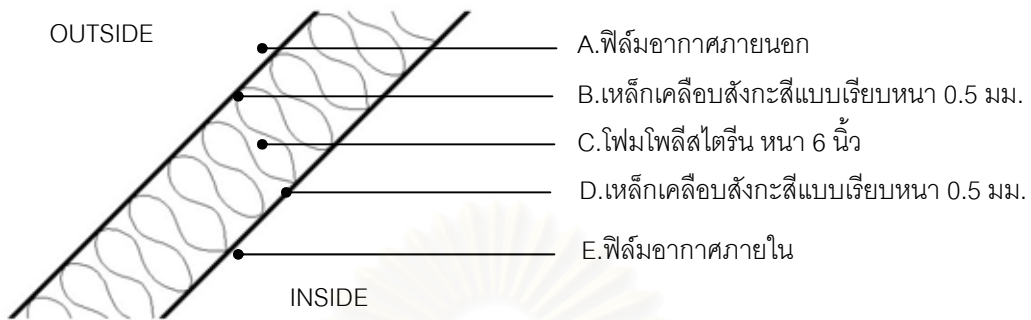 OUTSIDE
A.ฟิล์มอากาศภายนอก
B.เหล็กเคลือบสังกะสีแบบเรียบหนา 0.5 มม.
C.โฟมโพลีสไตรีน หนา 6 นิ้ว
D.เหล็กเคลือบสังกะสีแบบเรียบหนา 0.5 มม.
E.ฟิล์มอากาศภายใน
INSIDE